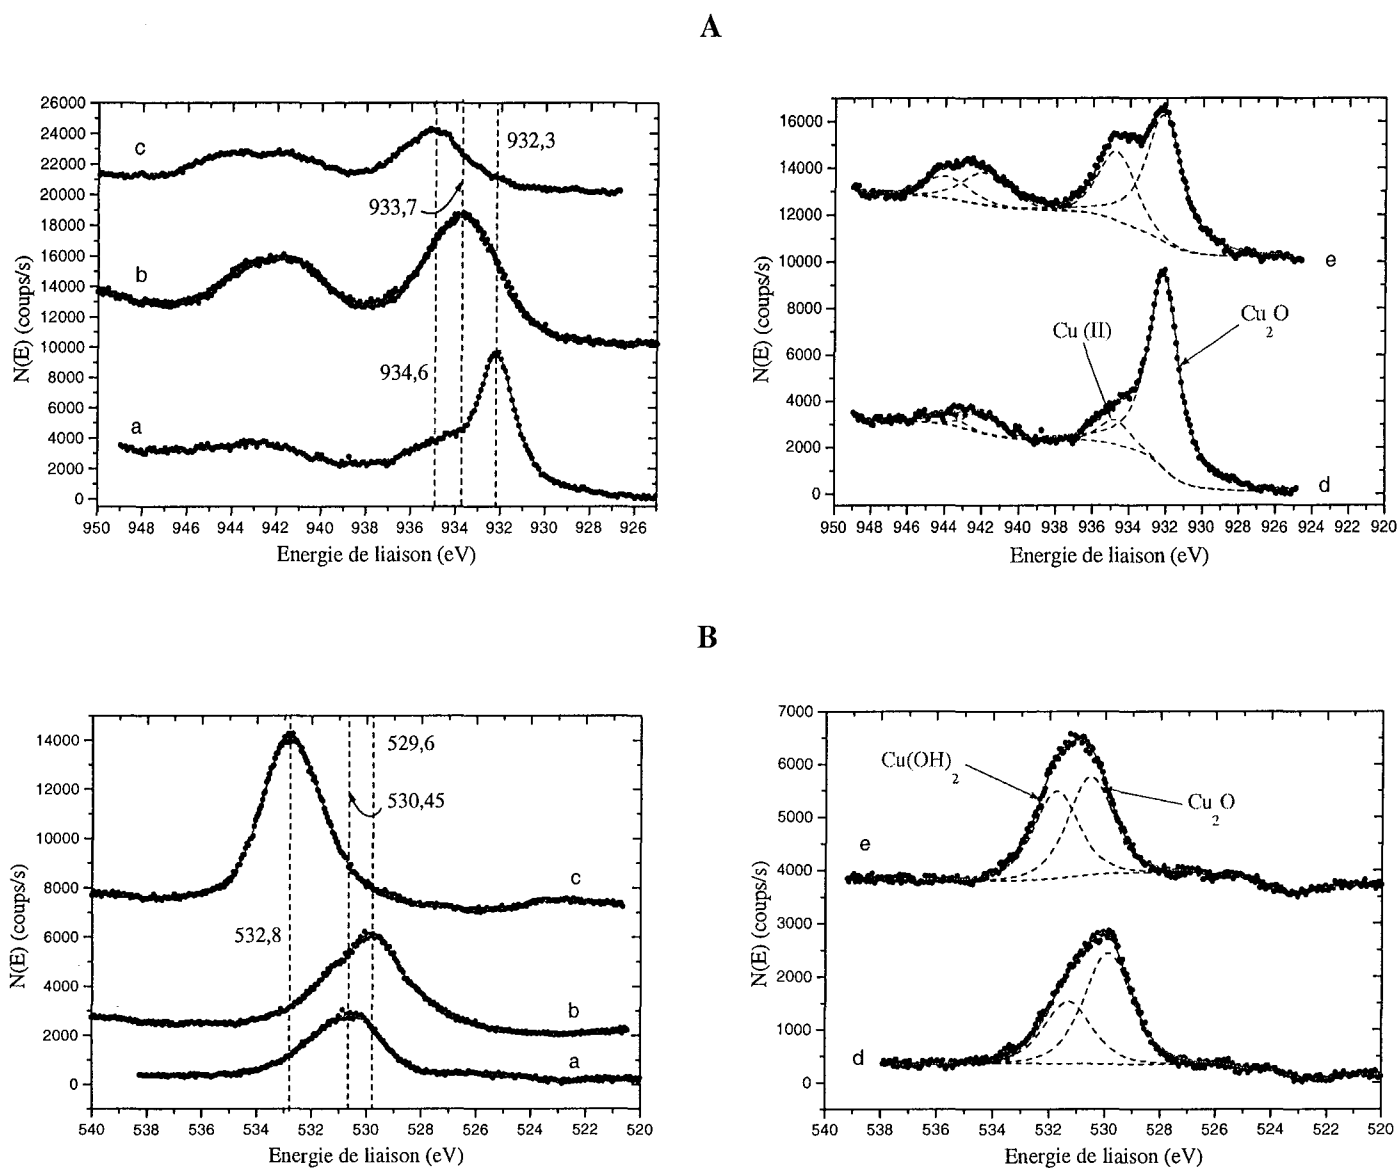 A
26000
24000
22000
20000
18000
16000
14000
12000
10000
8000
6000
4000
2000
0
N(E) (coups/s)
c
b
a
932,3
933,7
934,6
950 948 946 944 942 940 938 936 934 932 930 928 926
Energie de liaison (eV)
16000
14000
12000
10000
8000
6000
4000
2000
0
N(E) (coups/s)
e
Cu (II)
Cu2O
d
950 948 946 944 942 940 938 936 934 932 930 928 926 924 922 920
Energie de liaison (eV)
B
14000
12000
10000
8000
6000
4000
2000
0
N(E) (coups/s)
529,6
530,45
532,8
c
b
a
540 538 536 534 532 530 528 526 524 522 520
Energie de liaison (eV)
7000
6000
5000
4000
3000
2000
1000
0
N(E) (coups/s)
Cu(OH)2
Cu2O
e
d
540 538 536 534 532 530 528 526 524 522 520
Energie de liaison (eV)